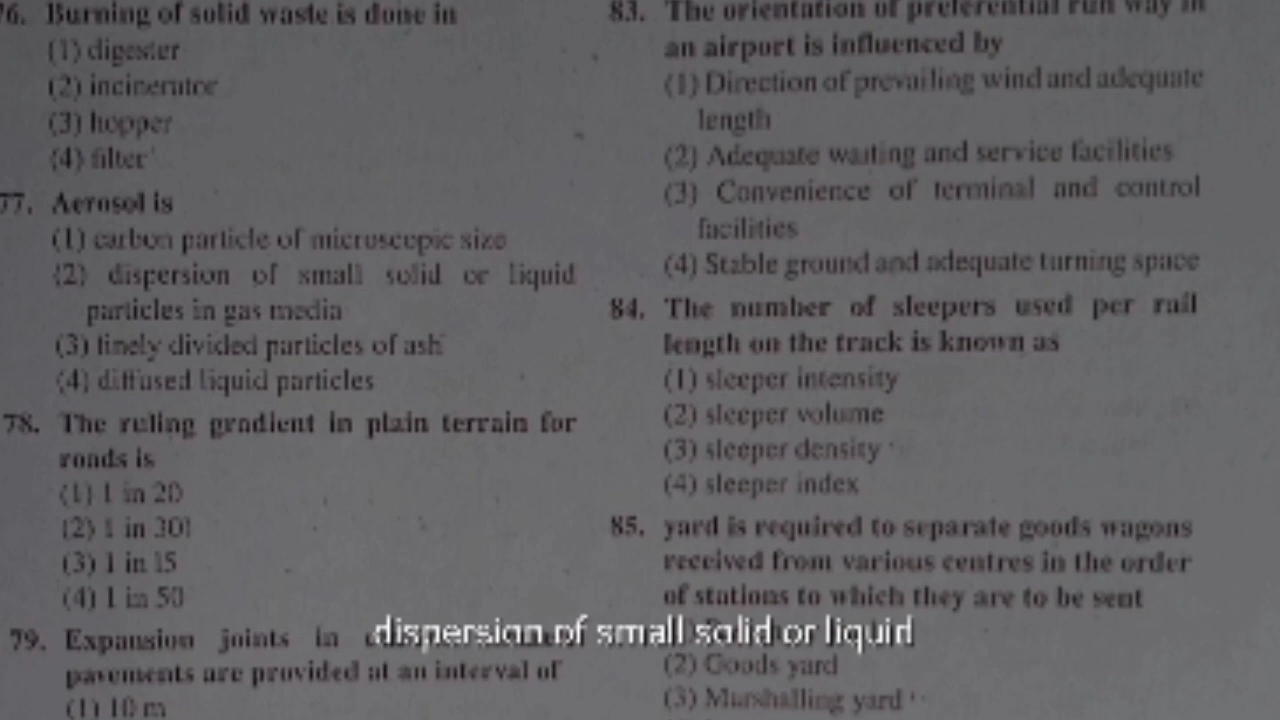 76. Burning of solid waste is done in
(1) digester
(2) incinerator
(3) hopper
(4) filter
77. Aerosol is
(1) carbon particle of microscopic size
(2) dispersion of small solid or liquid
particles in gas media
(3) finely divided particles of ash
(4) diffused liquid particles
78. The ruling gradient in plain terrain for
roads is
(1) 1 in 20
(2) 1 in 30
(3) 1 in 15
(4) 1 in 50
79. Expansion joints in
pavements are provided at an interval of
(1) 10 m
83. The orientation of preferential run way in
an airport is influenced by
(1) Direction of prevailing wind and adequate
length
(2) Adequate waiting and service facilities
(3) Convenience of terminal and control
facilities
(4) Stable ground and adequate turning space
84. The number of sleepers used per rail
length on the track is known as
(1) sleeper intensity
(2) sleeper volume
(3) sleeper density
(4) sleeper index
85. yard is required to separate goods wagons
received from various centres in the order
of stations to which they are to be sent
(2) Goods yard
(3) Marshalling yard
dispersion of small solid or liquid